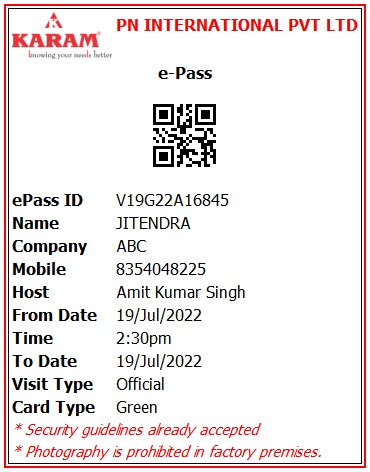 PN INTERNATIONAL PVT LTD
KARAM®
knowing your needs better
e-Pass
ePass ID V19G22A16845
Name JITENDRA
Company ABC
Mobile 8354048225
Host Amit Kumar Singh
From Date 19/Jul/2022
Time 2:30pm
To Date 19/Jul/2022
Visit Type Official
Card Type Green
* Security guidelines already accepted
* Photography is prohibited in factory premises.